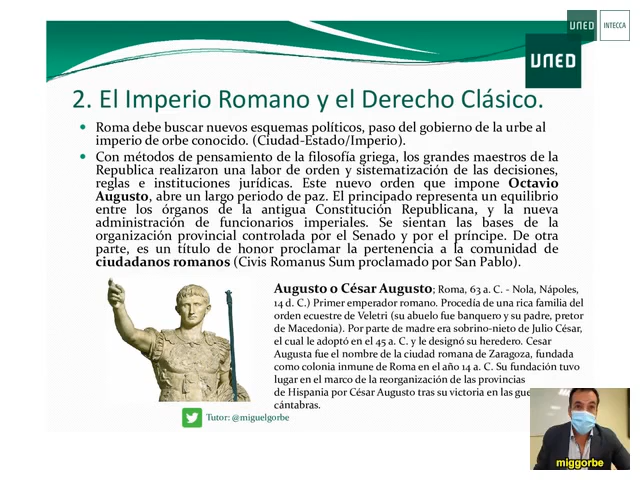 UNED
INTECCA
UNED
2. El Imperio Romano y el Derecho Clásico.
• Roma debe buscar nuevos esquemas políticos, paso del gobierno de la urbe al
imperio de orbe conocido. (Ciudad-Estado/Imperio).
• Con métodos de pensamiento de la filosofía griega, los grandes maestros de la
Republica realizaron una labor de orden y sistematización de las decisiones,
reglas e instituciones jurídicas. Este nuevo orden que impone Octavio
Augusto, abre un largo periodo de paz. El principado representa un equilibrio
entre los órganos de la antigua Constitución Republicana, y la nueva
administración de funcionarios imperiales. Se sientan las bases de la
organización provincial controlada por el Senado y por el príncipe. De otra
parte, es un título de honor proclamar la pertenencia a la comunidad de
ciudadanos romanos (Civis Romanus Sum proclamado por San Pablo).
Augusto o César Augusto; Roma, 63 a. C. - Nola, Nápoles,
14 d. C.) Primer emperador romano. Procedía de una rica familia del
orden ecuestre de Veletri (su abuelo fue banquero y su padre, pretor
de Macedonia). Por parte de madre era sobrino-nieto de Julio César,
el cual le adoptó en el 45 a. C. y le designó su heredero. Cesar
Augusta fue el nombre de la ciudad romana de Zaragoza, fundada
como colonia inmune de Roma en el año 14 a. C. Su fundación tuvo
lugar en el marco de la reorganización de las provincias
de Hispania por César Augusto tras su victoria en las
cántabras.
Tutor: @miguelgorbe
miggorbe